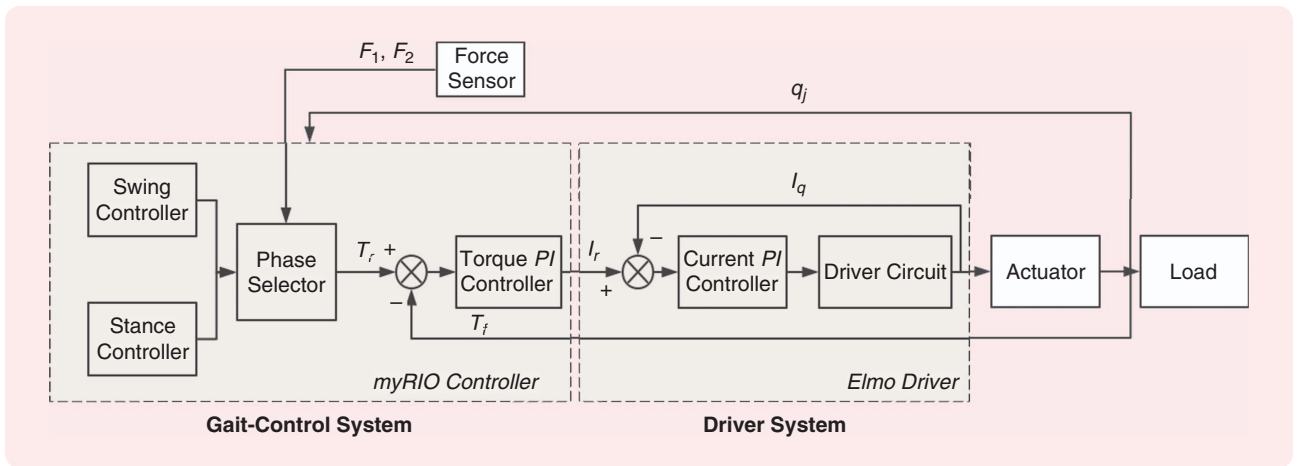 F1, F2
Force
Sensor
qj
Swing
Controller
Iq
Phase
Selector
Tr
+
−
Torque PI
Controller
Ir
+
−
Current PI
Controller
Driver Circuit
Actuator
Load
Stance
Controller
Tf
myRIO Controller
Elmo Driver
Gait-Control System
Driver System